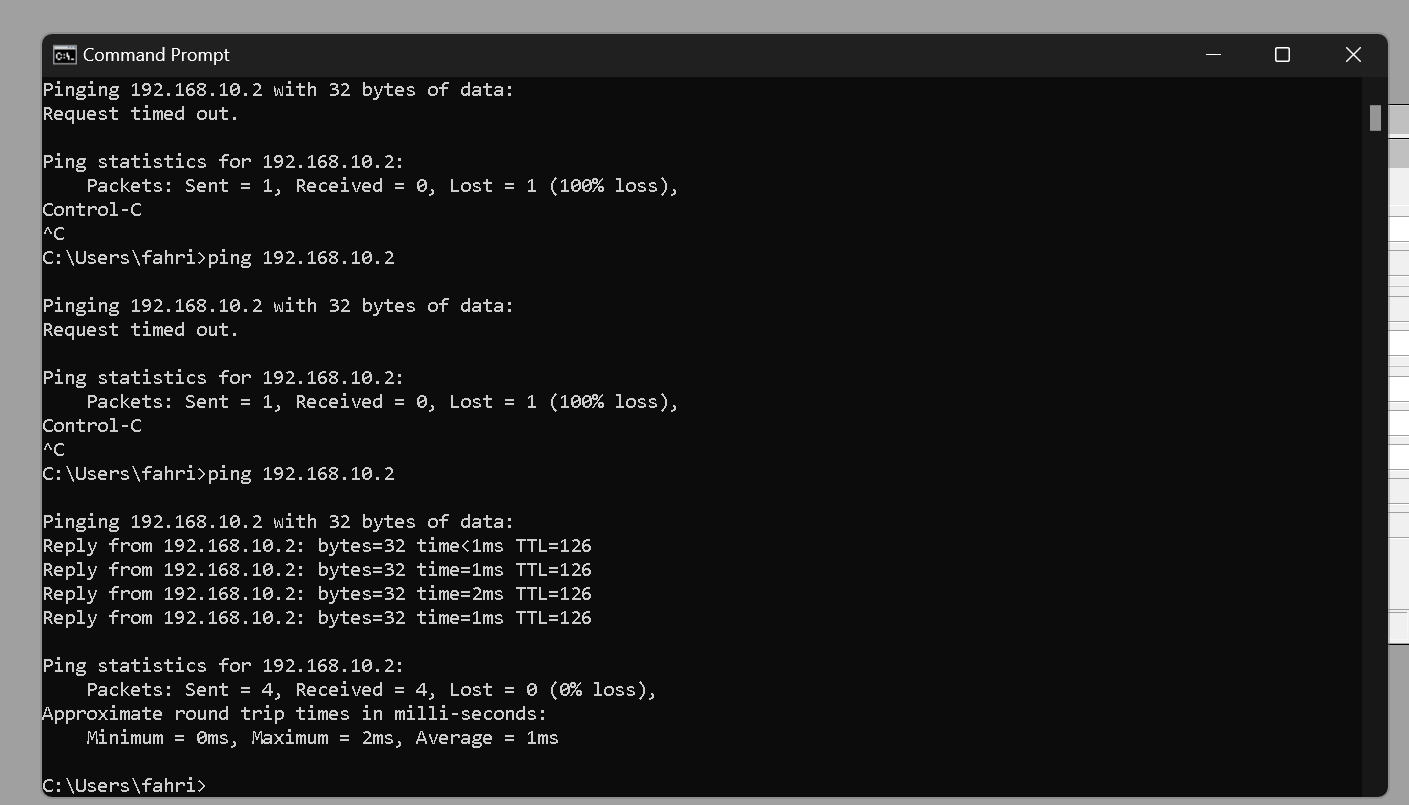 Command Prompt
Pinging 192.168.10.2 with 32 bytes of data:
Request timed out.
Ping statistics for 192.168.10.2:
    Packets: Sent = 1, Received = 0, Lost = 1 (100% loss),
Control-C
^C
C:\Users\fahri>ping 192.168.10.2
Pinging 192.168.10.2 with 32 bytes of data:
Request timed out.
Ping statistics for 192.168.10.2:
    Packets: Sent = 1, Received = 0, Lost = 1 (100% loss),
Control-C
^C
C:\Users\fahri>ping 192.168.10.2
Pinging 192.168.10.2 with 32 bytes of data:
Reply from 192.168.10.2: bytes=32 time<1ms TTL=126
Reply from 192.168.10.2: bytes=32 time=1ms TTL=126
Reply from 192.168.10.2: bytes=32 time=2ms TTL=126
Reply from 192.168.10.2: bytes=32 time=1ms TTL=126
Ping statistics for 192.168.10.2:
    Packets: Sent = 4, Received = 4, Lost = 0 (0% loss),
Approximate round trip times in milli-seconds:
    Minimum = 0ms, Maximum = 2ms, Average = 1ms
C:\Users\fahri>